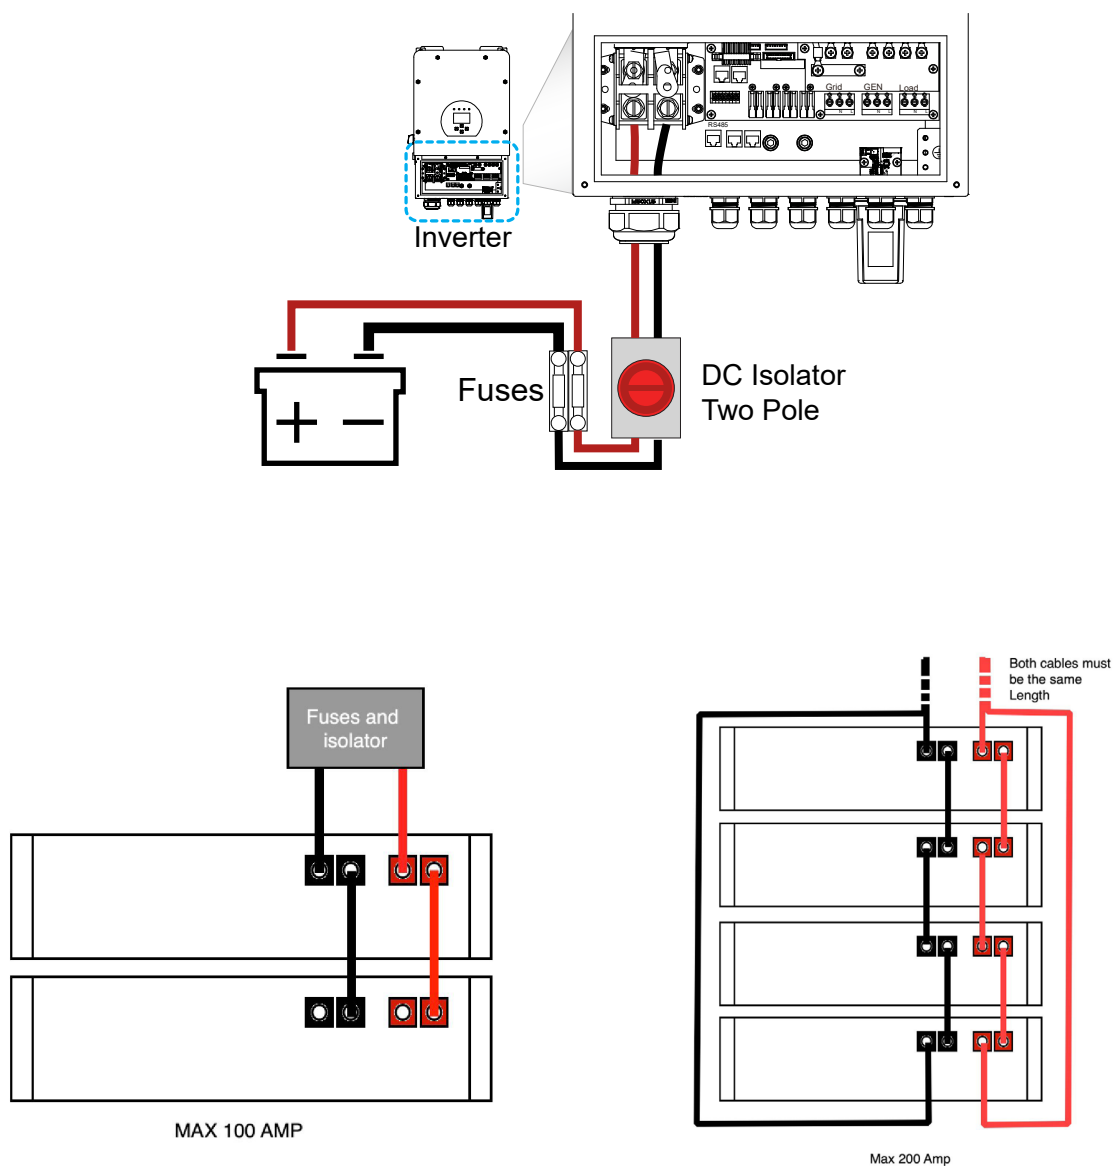 Grid GEN Load
N L N L N L
RS485
Inverter
Fuses
DC Isolator
Two Pole
Both cables must
be the same
Length
Fuses and
isolator
MAX 100 AMP
Max 200 Amp